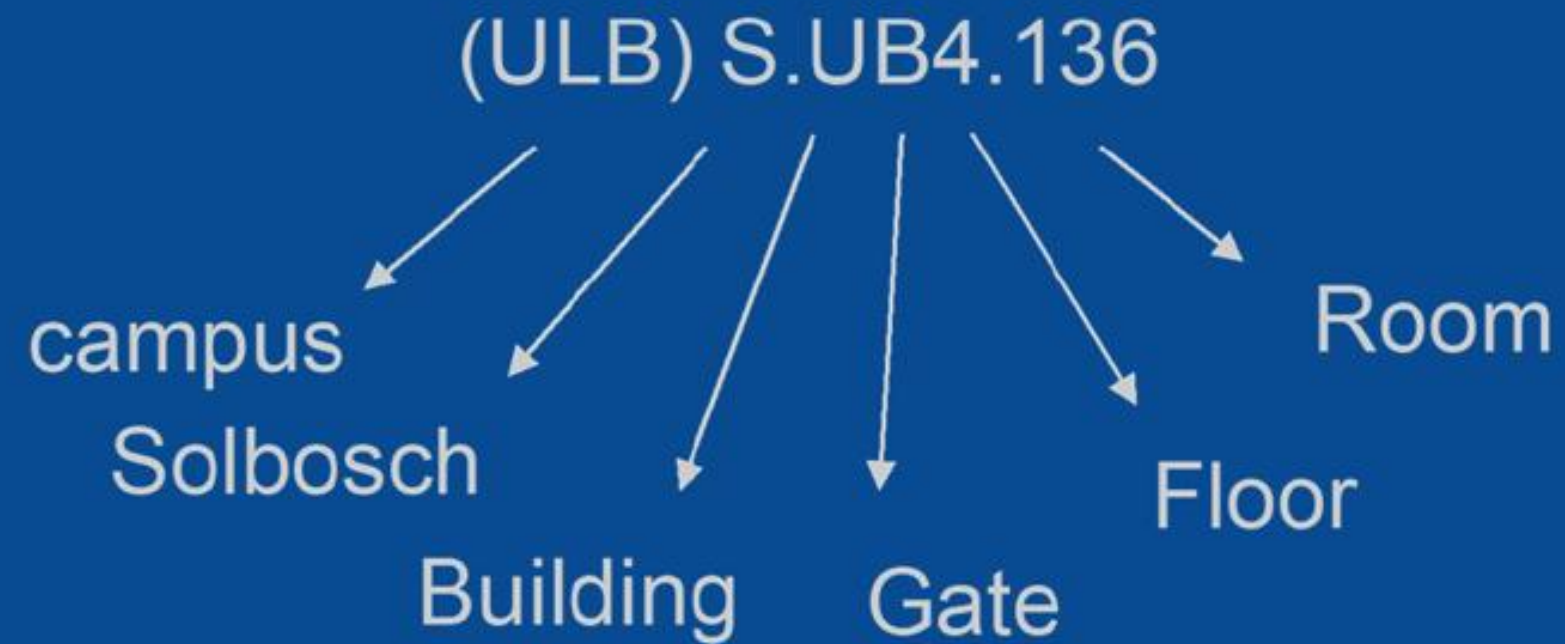 (ULB) S.UB4.136
campus
Solbosch
Building
Gate
Floor
Room